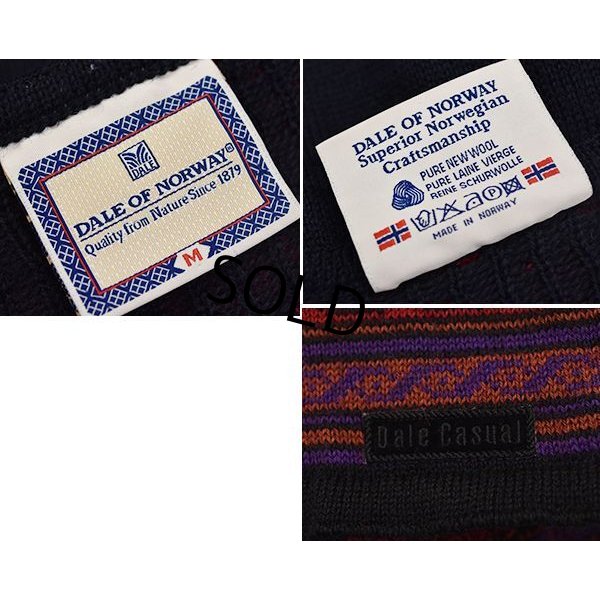 DALE
DALE OF NORWAY®
Quality from Nature Since 1879
M
DALE OF NORWAY
Superior Norwegian
Craftsmanship
PURE NEW WOOL
PURE LAINE VIERGE
REINE SCHURWOLLE
MADE IN NORWAY
SOLD
Dale Casual